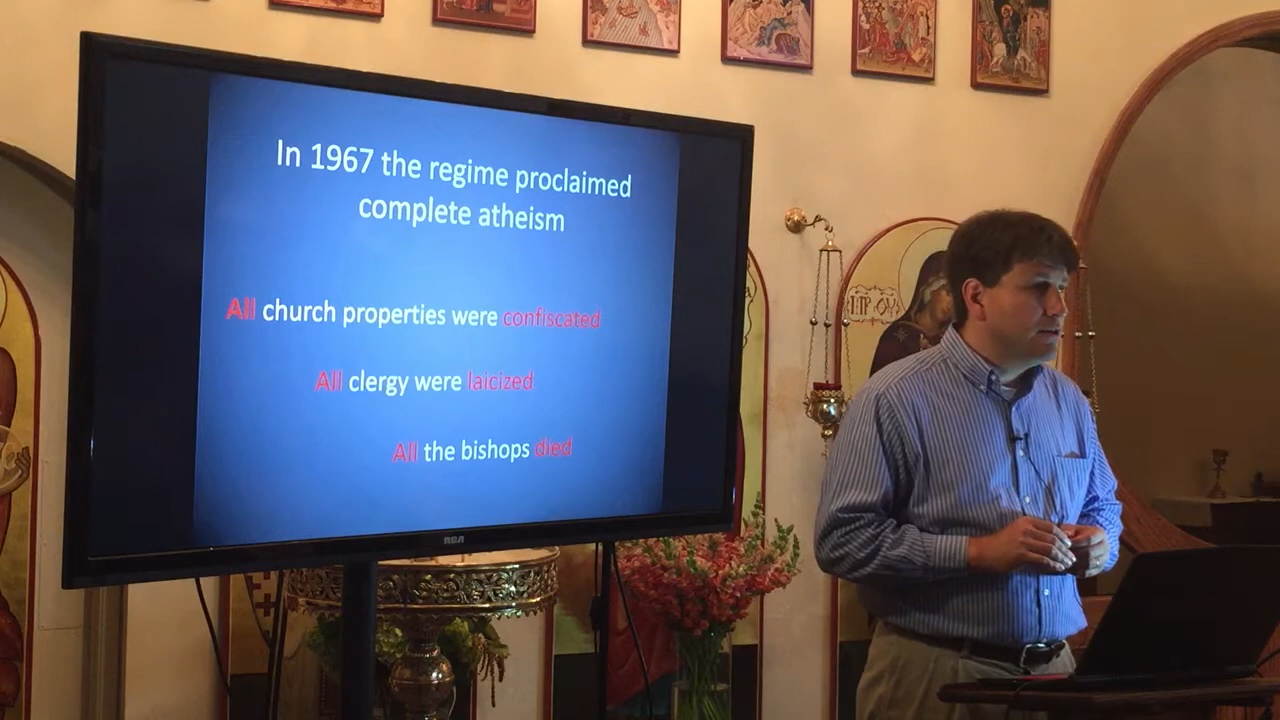 In 1967 the regime proclaimed
complete atheism
All church properties were confiscated
All clergy were laicized
All the bishops died
RCA